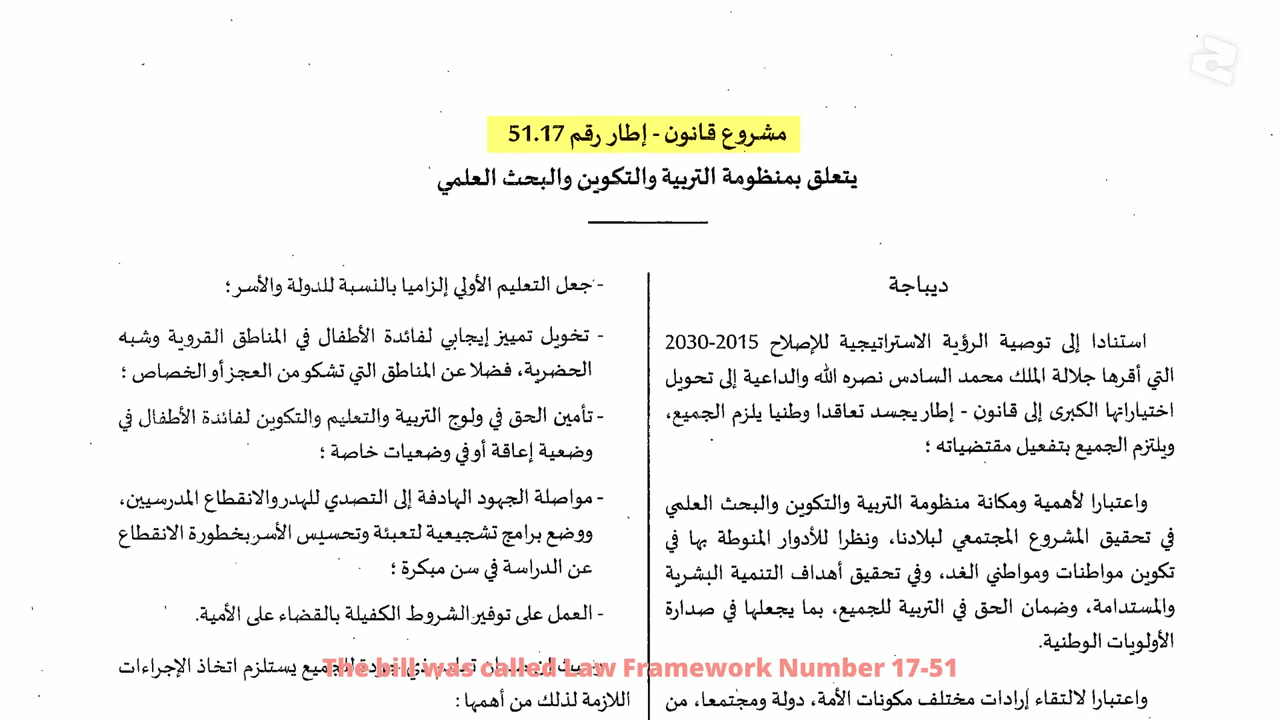 مشروع قانون - إطار رقم 51.17
يتعلق بمنظومة التربية والتكوين والبحث العلمي
ديباجة
استنادا إلى توصية الرؤية الاستراتيجية للإصلاح 2015-2030
التي أقرها جلالة الملك محمد السادس نصره الله والداعية إلى تحويل
اختياراتها الكبرى إلى قانون - إطار يجسد تعاقدا وطنيا يلزم الجميع،
ويلتزم الجميع بتفعيل مقتضياته ؛
واعتبارا لأهمية ومكانة منظومة التربية والتكوين والبحث العلمي
في تحقيق المشروع المجتمعي لبلادنا، ونظرا للأدوار المنوطة بها في
تكوين مواطنات ومواطني الغد، وفي تحقيق أهداف التنمية البشرية
والمستدامة، وضمان الحق في التربية للجميع، بما يجعلها في صدارة
الأولويات الوطنية.
واعتبارا لالتقاء إرادات مختلف مكونات الأمة، دولة ومجتمعا، من
- جعل التعليم الأولي إلزاميا بالنسبة للدولة والأسر؛
- تخويل تمييز إيجابي لفائدة الأطفال في المناطق القروية وشبه
الحضرية، فضلا عن المناطق التي تشكو من العجز أو الخصاص ؛
- تأمين الحق في ولوج التربية والتعليم والتكوين لفائدة الأطفال في
وضعية إعاقة أو في وضعيات خاصة ؛
- مواصلة الجهود الهادفة إلى التصدي للهدر والانقطاع المدرسيين،
ووضع برامج تشجيعية لتعبئة وتحسيس الأسر بخطورة الانقطاع
عن الدراسة في سن مبكرة ؛
- العمل على توفير الشروط الكفيلة بالقضاء على الأمية.
للجميع يستلزم اتخاذ الإجراءات
اللازمة لذلك من أهمها :
The bill was called Law Framework Number 17-51